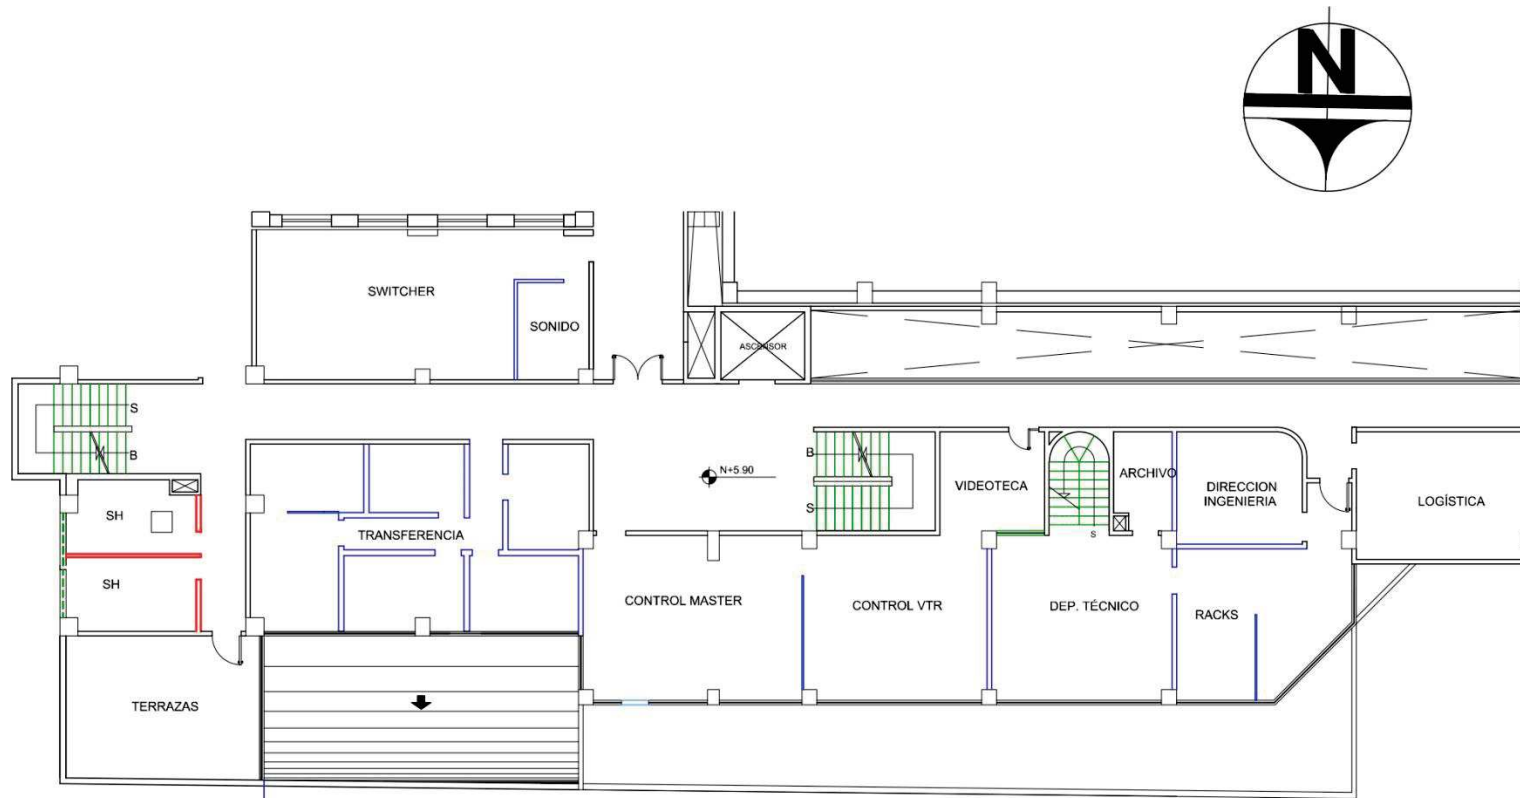 N
SWITCHER
SONIDO
ASCENSOR
S
B
N+5.90
B
S
VIDEOTECA
ARCHIVO
DIRECCION
INGENIERIA
LOGÍSTICA
SH
TRANSFERENCIA
S
SH
CONTROL MASTER
CONTROL VTR
DEP. TÉCNICO
RACKS
TERRAZAS